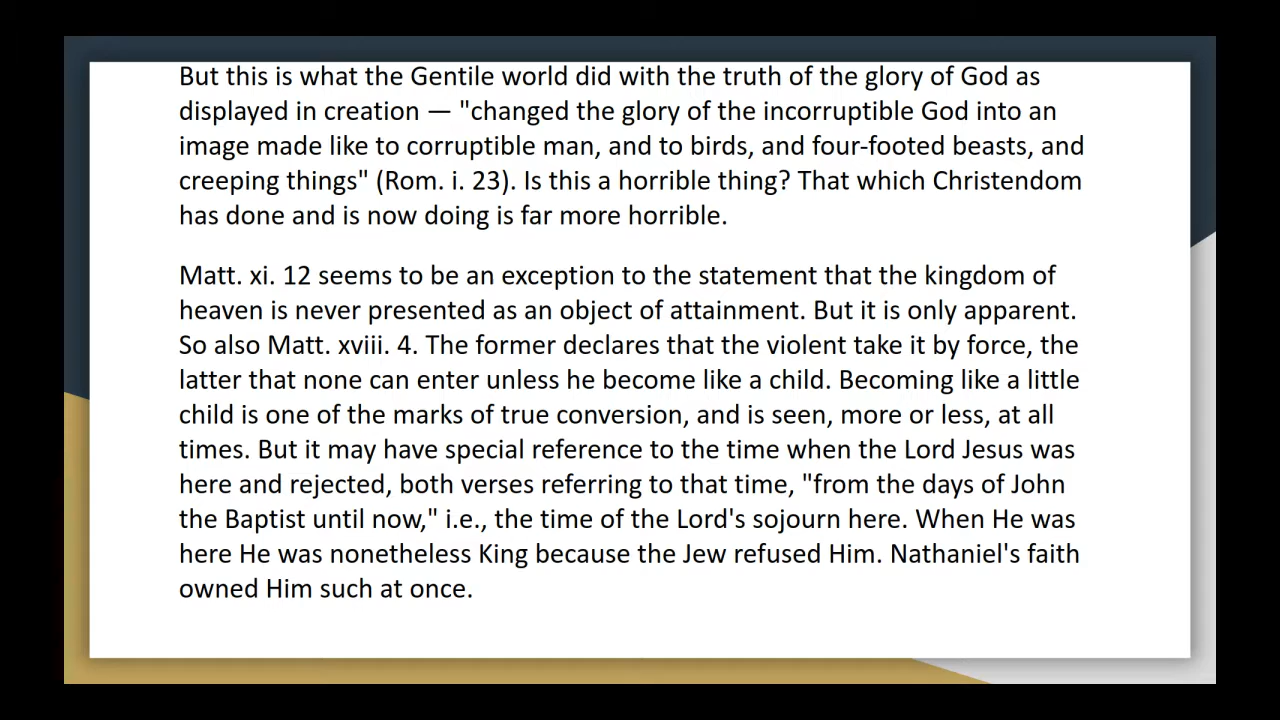 But this is what the Gentile world did with the truth of the glory of God as
displayed in creation — "changed the glory of the incorruptible God into an
image made like to corruptible man, and to birds, and four-footed beasts, and
creeping things" (Rom. i. 23). Is this a horrible thing? That which Christendom
has done and is now doing is far more horrible.
Matt. xi. 12 seems to be an exception to the statement that the kingdom of
heaven is never presented as an object of attainment. But it is only apparent.
So also Matt. xviii. 4. The former declares that the violent take it by force, the
latter that none can enter unless he become like a child. Becoming like a little
child is one of the marks of true conversion, and is seen, more or less, at all
times. But it may have special reference to the time when the Lord Jesus was
here and rejected, both verses referring to that time, "from the days of John
the Baptist until now," i.e., the time of the Lord's sojourn here. When He was
here He was nonetheless King because the Jew refused Him. Nathaniel's faith
owned Him such at once.